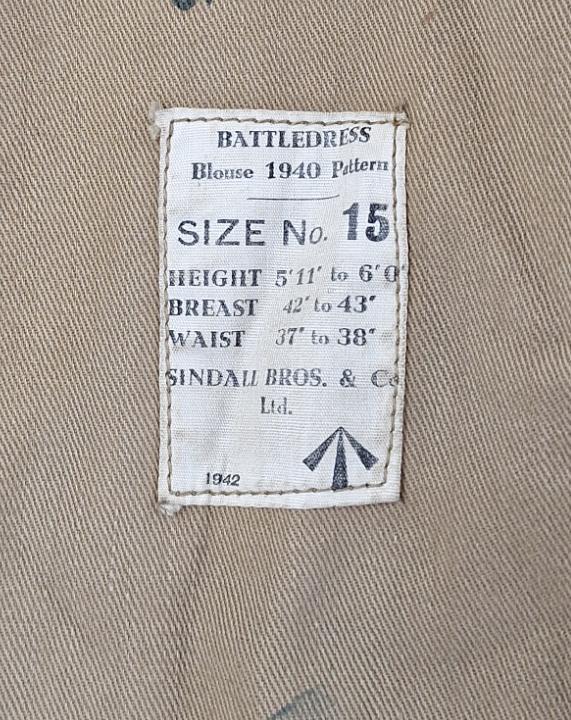 BATTLEDRESS
Blouse 1940 Pattern
SIZE No. 15
HEIGHT 5'11' to 6'0'
BREAST 42' to 43"
WAIST 37' to 38"
SINDALL BROS. & Co
Ltd.
1942